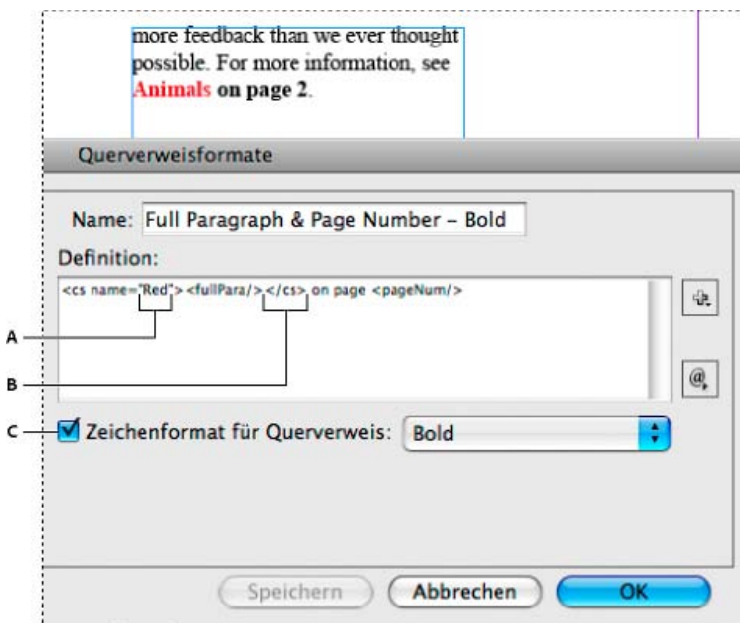 more feedback than we ever thought
possible. For more information, see
Animals on page 2.
Querverweisformate
Name: Full Paragraph & Page Number – Bold
Definition:
<cs name="Red"><fullPara/></cs> on page <pageNum/>
A
B
@
C
Zeichenformat für Querverweis: Bold
Speichern Abbrechen OK